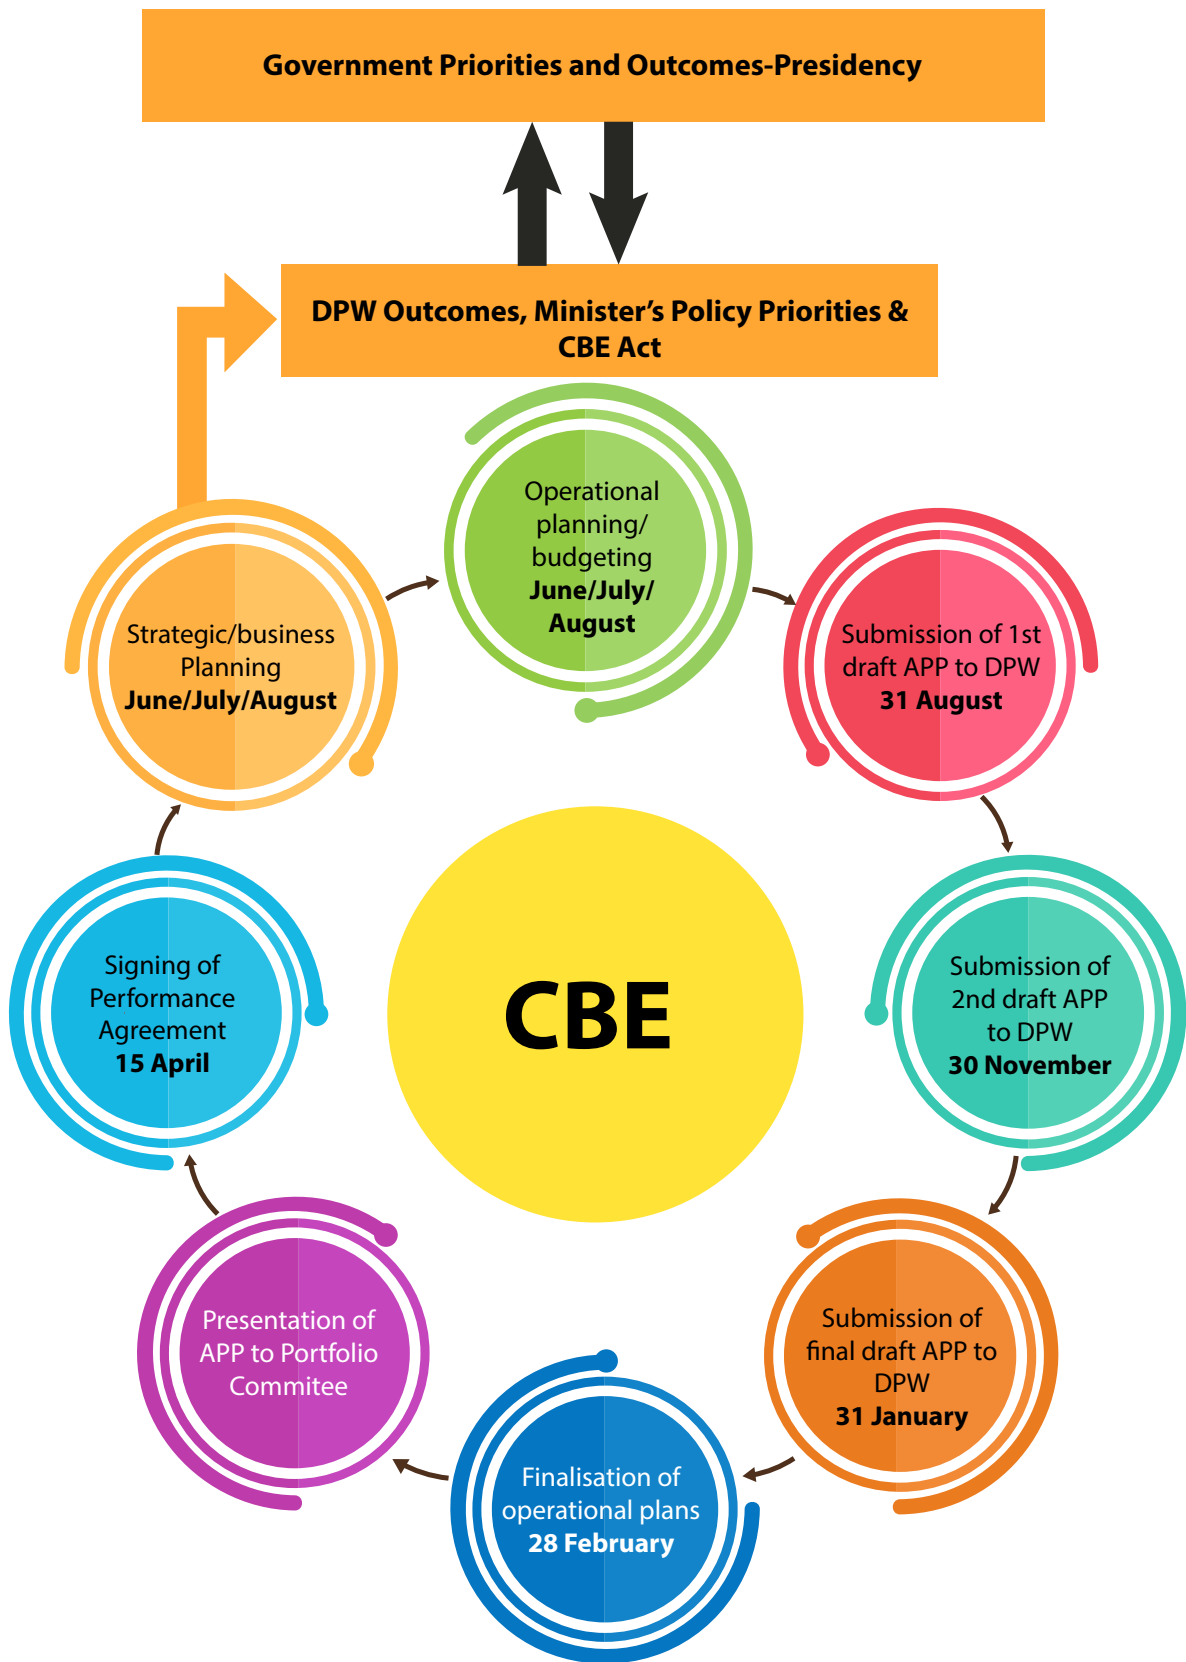 Government Priorities and Outcomes-Presidency
DPW Outcomes, Minister’s Policy Priorities &
CBE Act
Operational
planning/
budgeting
June/July/
August
Strategic/business
Planning
June/July/August
Submission of 1st
draft APP to DPW
31 August
Signing of
Performance
Agreement
15 April
CBE
Submission of
2nd draft APP
to DPW
30 November
Presentation of
APP to Portfolio
Commitee
Submission of
final draft APP to
DPW
31 January
Finalisation of
operational plans
28 February